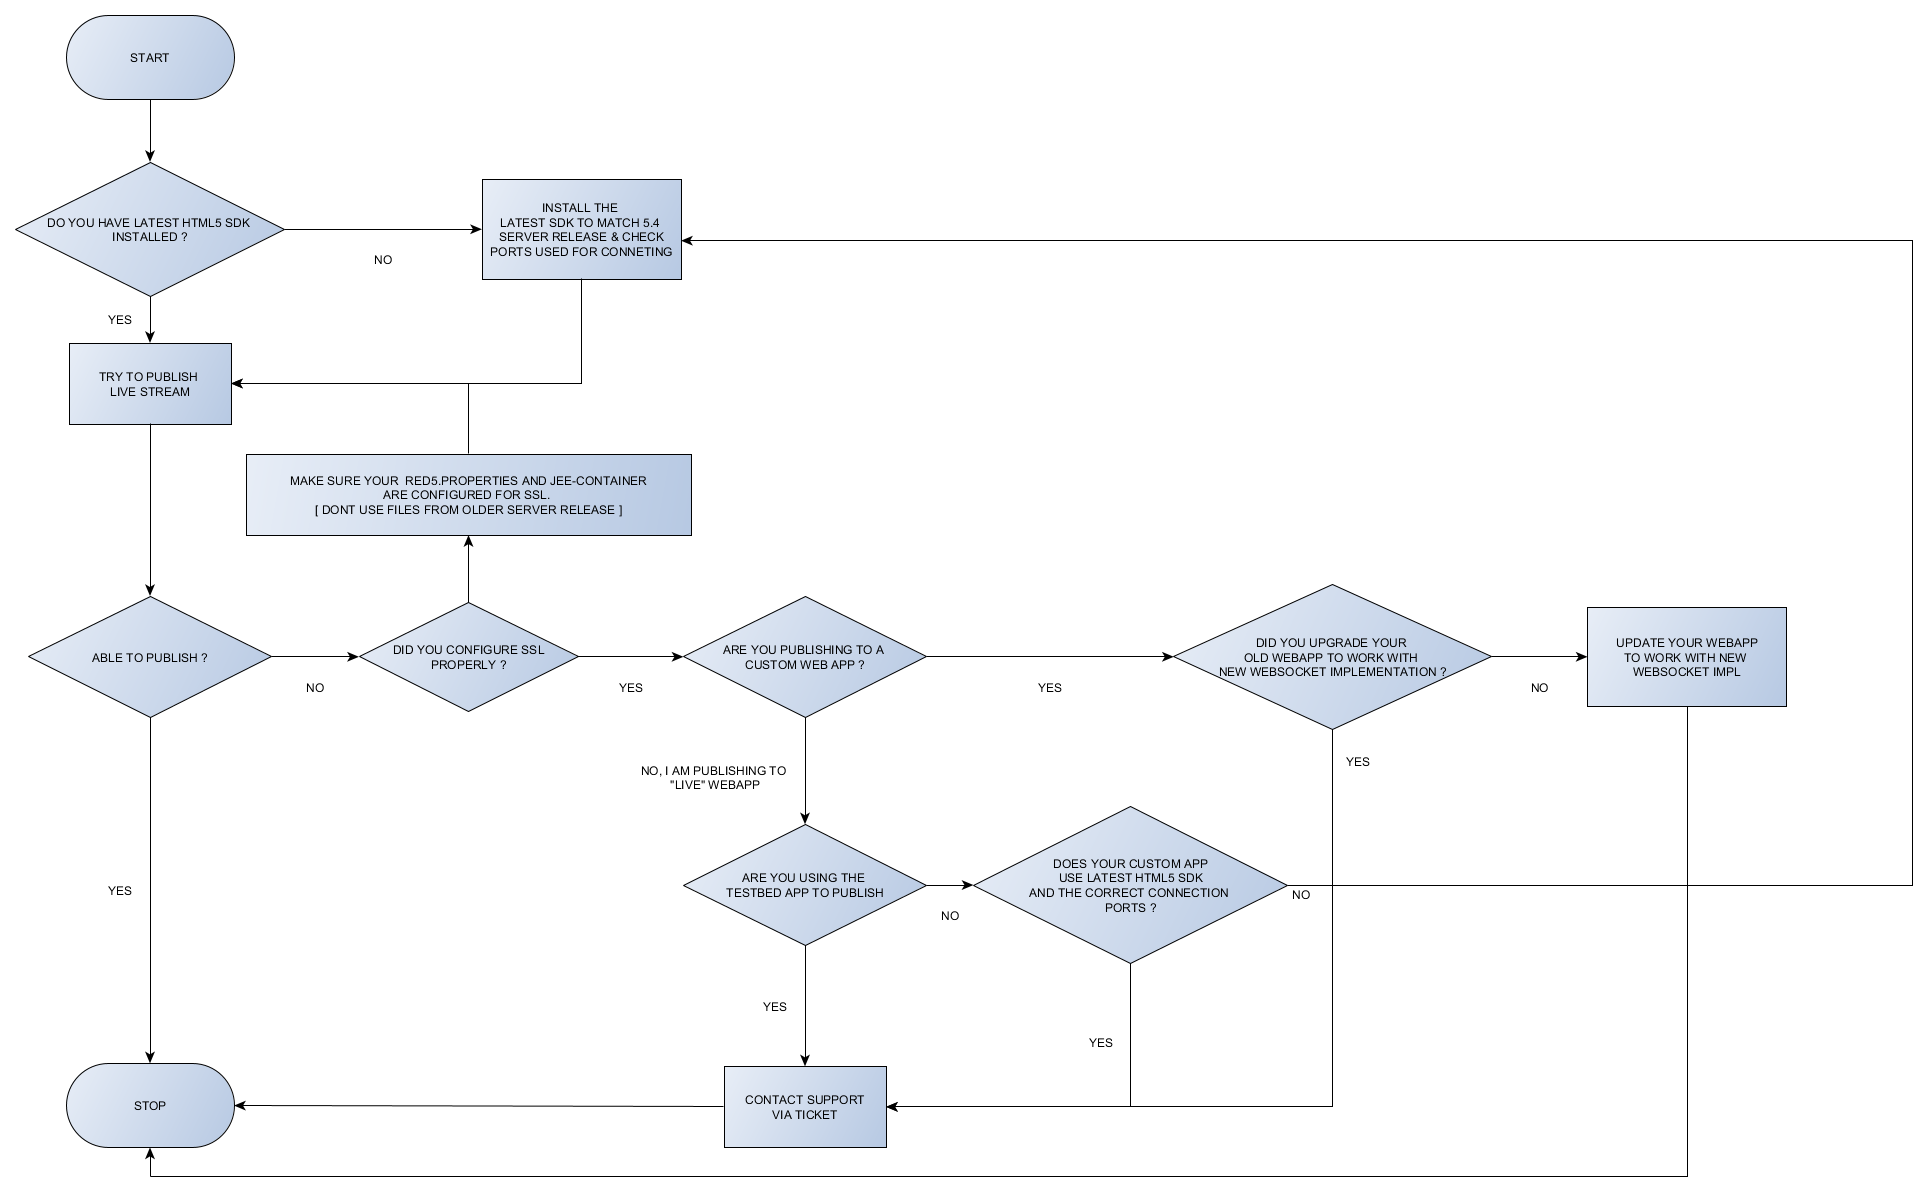 START
DO YOU HAVE LATEST HTML5 SDK
INSTALLED ?
NO
INSTALL THE
LATEST SDK TO MATCH 5.4
SERVER RELEASE & CHECK
PORTS USED FOR CONNETING
YES
TRY TO PUBLISH
LIVE STREAM
MAKE SURE YOUR RED5.PROPERTIES AND JEE-CONTAINER
ARE CONFIGURED FOR SSL.
[ DONT USE FILES FROM OLDER SERVER RELEASE ]
ABLE TO PUBLISH ?
NO
DID YOU CONFIGURE SSL
PROPERLY ?
YES
ARE YOU PUBLISHING TO A
CUSTOM WEB APP ?
YES
DID YOU UPGRADE YOUR
OLD WEBAPP TO WORK WITH
NEW WEBSOCKET IMPLEMENTATION ?
NO
UPDATE YOUR WEBAPP
TO WORK WITH NEW
WEBSOCKET IMPL
YES
NO, I AM PUBLISHING TO
"LIVE" WEBAPP
YES
ARE YOU USING THE
TESTBED APP TO PUBLISH
NO
DOES YOUR CUSTOM APP
USE LATEST HTML5 SDK
AND THE CORRECT CONNECTION
PORTS ?
NO
YES
YES
STOP
CONTACT SUPPORT
VIA TICKET